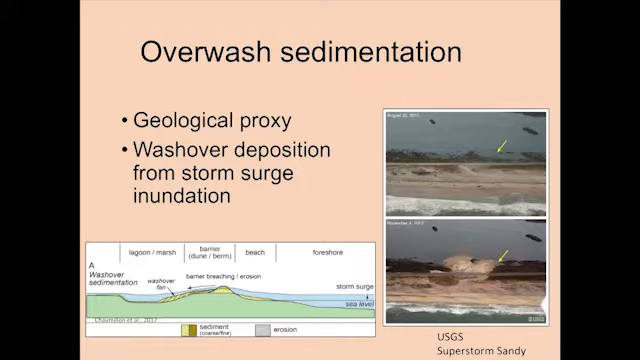 Overwash sedimentation
• Geological proxy
• Washover deposition
from storm surge
inundation
lagoon / marsh
barrier
(dune / berm)
beach
foreshore
A
Washover
sedimentation
washover
fan
barrier breaching / erosion
storm surge
sea level
Chaumillon et al., 2017
sediment
(coarse/fine)
erosion
USGS
USGS
Superstorm Sandy